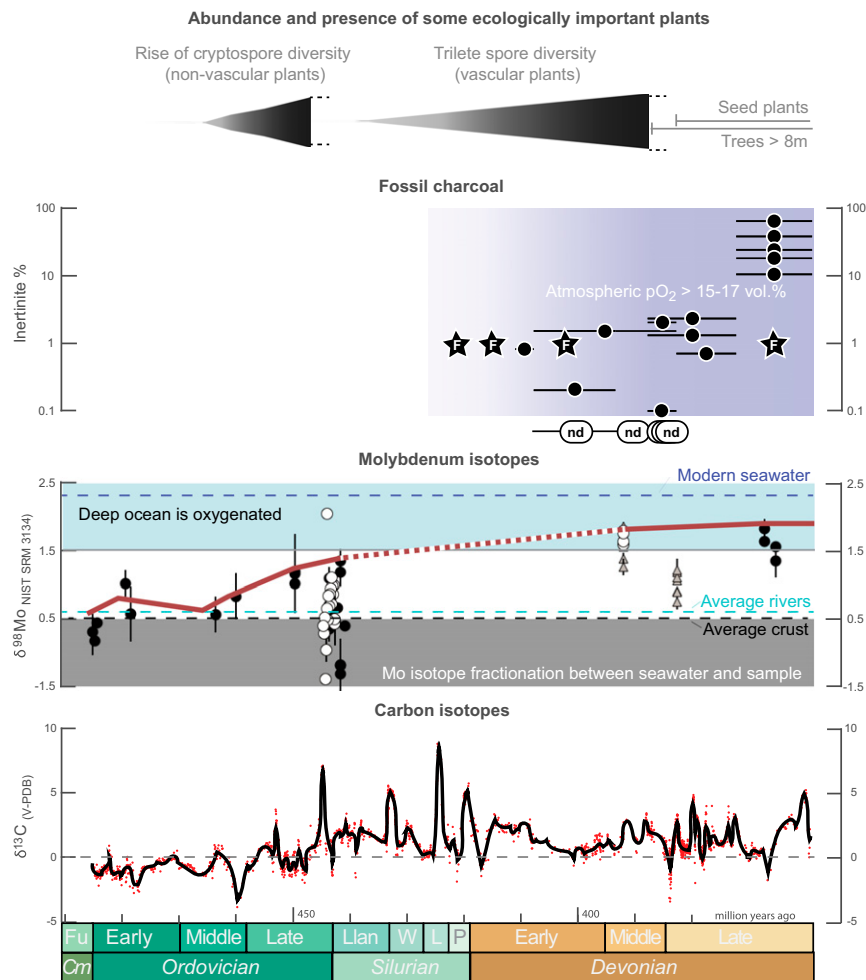 Abundance and presence of some ecologically important plants
Rise of cryptospore diversity
(non-vascular plants)
Trilete spore diversity
(vascular plants)
Seed plants
Trees > 8m
Fossil charcoal
100
10
1
0.1
Inertinite %
100
10
1
0.1
Atmospheric pO2 > 15-17 vol.%
F
F
F
F
nd
nd
nd
Molybdenum isotopes
2.5
1.5
0.5
-1.5
δ98Mo NIST SRM 3134)
2.5
1.5
0.5
-1.5
Modern seawater
Deep ocean is oxygenated
Average rivers
Average crust
Mo isotope fractionation between seawater and sample
Carbon isotopes
10
5
0
-5
δ13C (V-PDB)
10
5
0
-5
450
400
million years ago
Fu
Early
Middle
Late
Llan
W
L
P
Early
Middle
Late
Cm
Ordovician
Silurian
Devonian